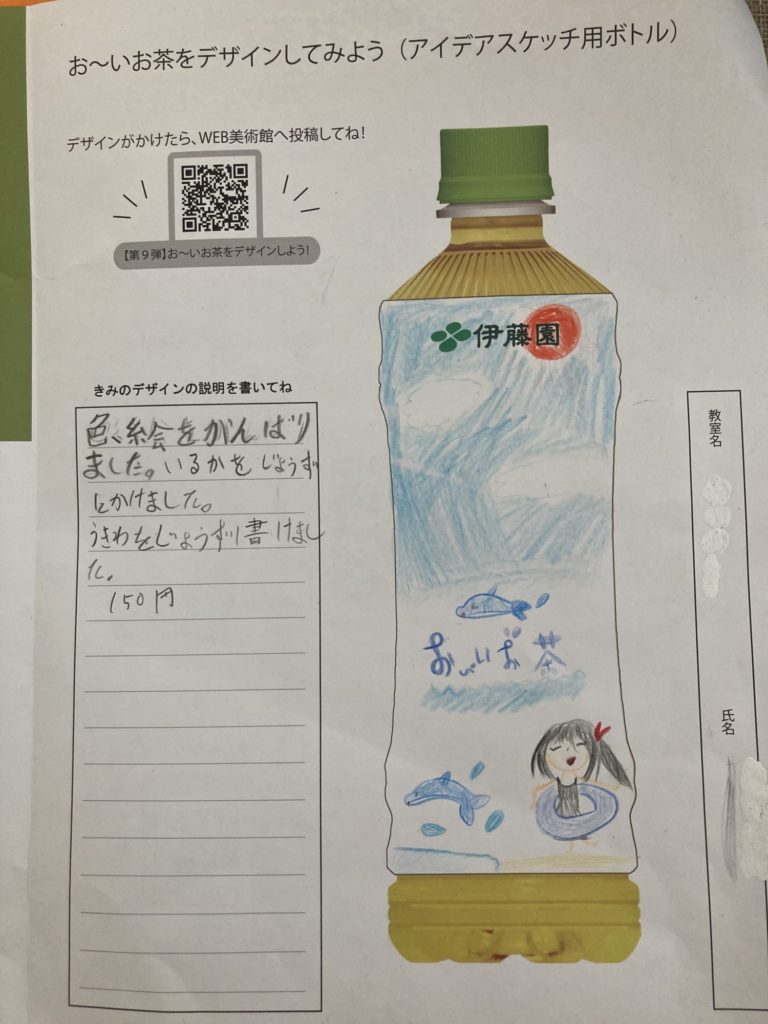 お～いお茶をデザインしてみよう（アイデアスケッチ用ボトル）
デザインがかけたら、WEB美術館へ投稿してね！
【第９弾】お～いお茶をデザインしよう！
伊藤園
きみのデザインの説明を書いてね
色、絵をがんばり
ました。いるかをじょうず
にかけました。
うきわをじょうずに書けまし
た。
150円
お～いお茶
教室名
氏名